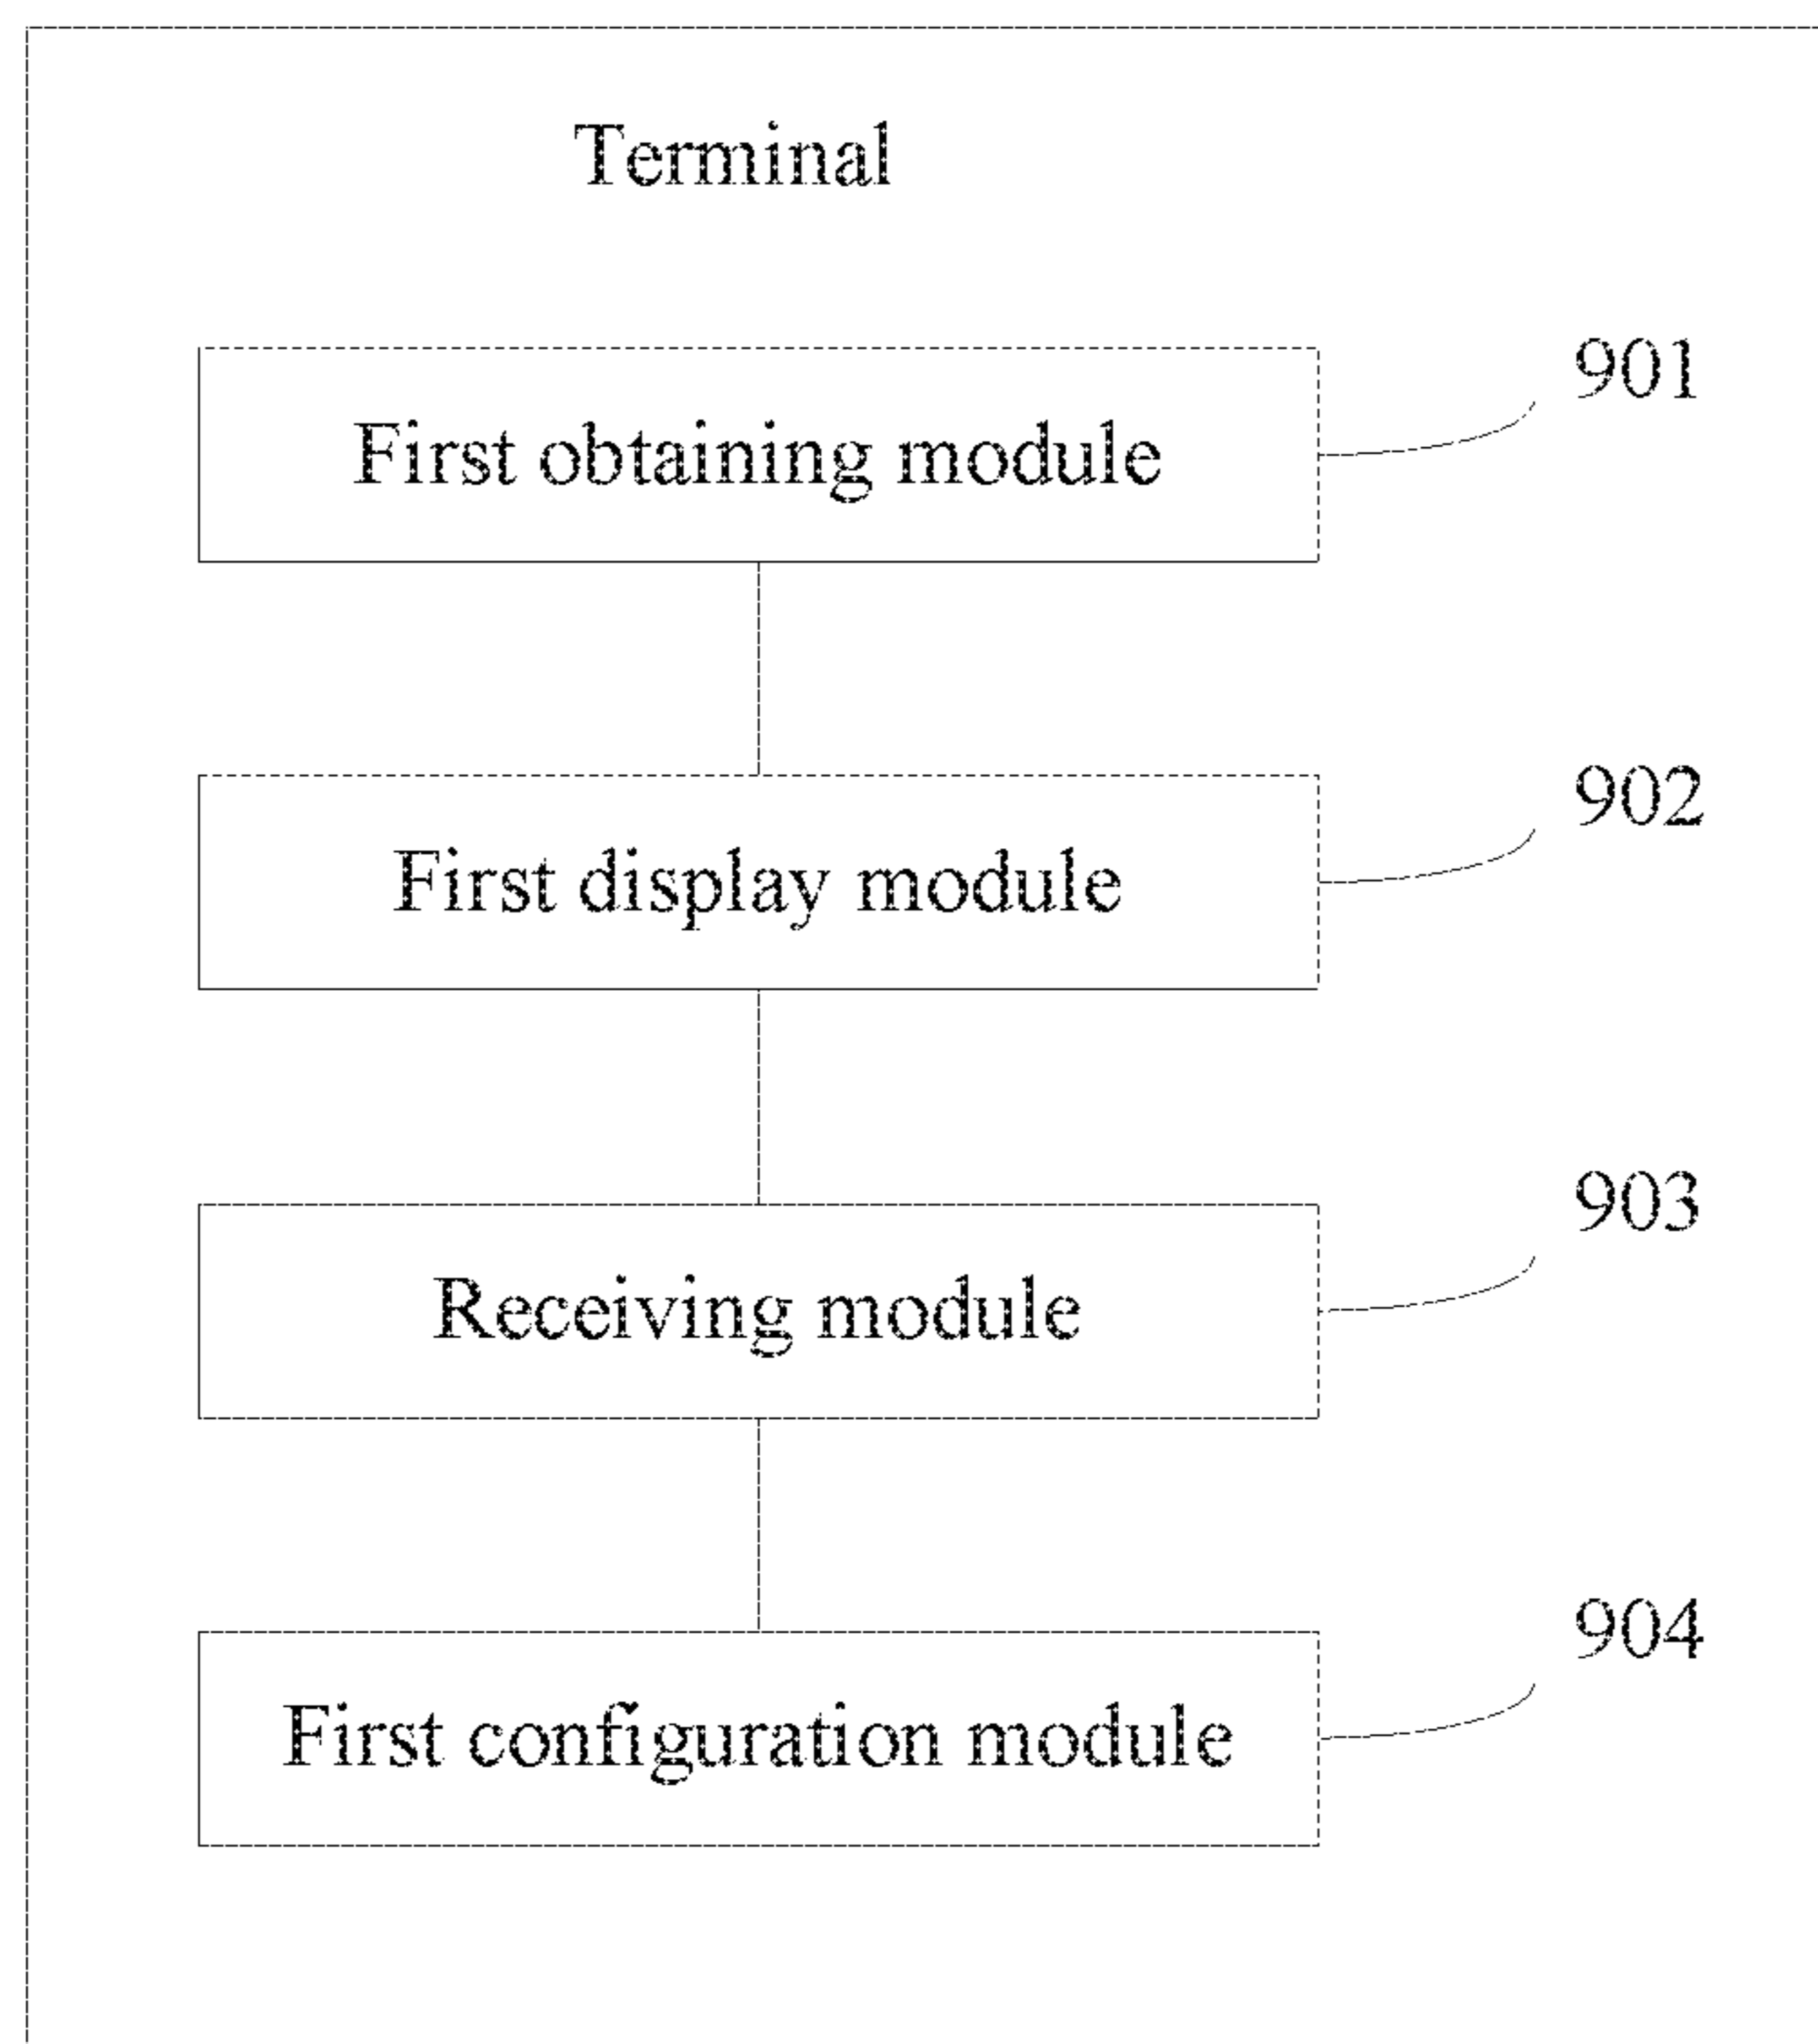 Terminal
901
First obtaining module
902
First display module
903
Receiving module
904
First configuration module